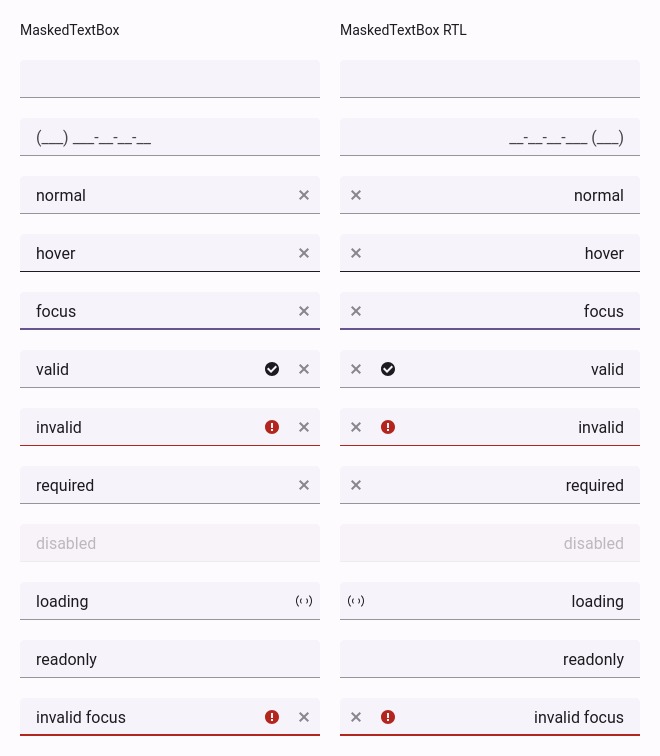 MaskedTextBox
MaskedTextBox RTL
(___) ___-__-__-__
__-__-__-___ (___)
normal
normal
hover
hover
focus
focus
valid
valid
invalid
invalid
required
required
disabled
disabled
loading
loading
readonly
readonly
invalid focus
invalid focus